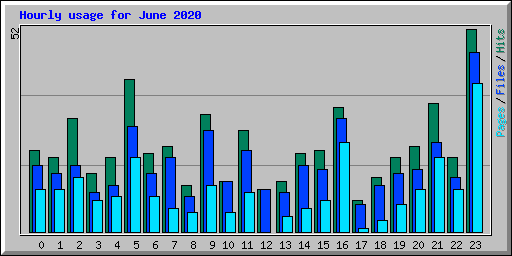 Hourly usage for June 2020
52
Pages / Files / Hits
0 1 2 3 4 5 6 7 8 9 10 11 12 13 14 15 16 17 18 19 20 21 22 23